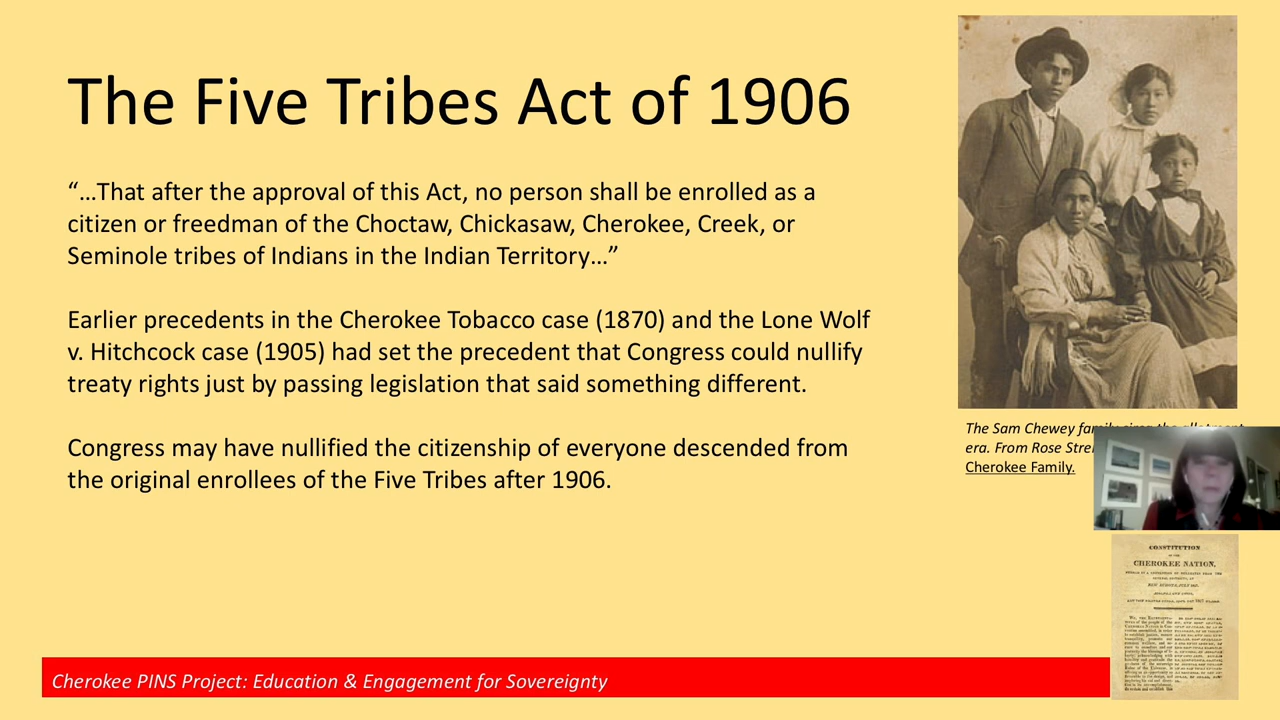 The Five Tribes Act of 1906
“…That after the approval of this Act, no person shall be enrolled as a
citizen or freedman of the Choctaw, Chickasaw, Cherokee, Creek, or
Seminole tribes of Indians in the Indian Territory…”
Earlier precedents in the Cherokee Tobacco case (1870) and the Lone Wolf
v. Hitchcock case (1905) had set the precedent that Congress could nullify
treaty rights just by passing legislation that said something different.
Congress may have nullified the citizenship of everyone descended from
the original enrollees of the Five Tribes after 1906.
The Sam Chewey family circa the allotment
era. From Rose
Cherokee Family.
CONSTITUTION
CHEROKEE NATION,
Cherokee PINS Project: Education & Engagement for Sovereignty